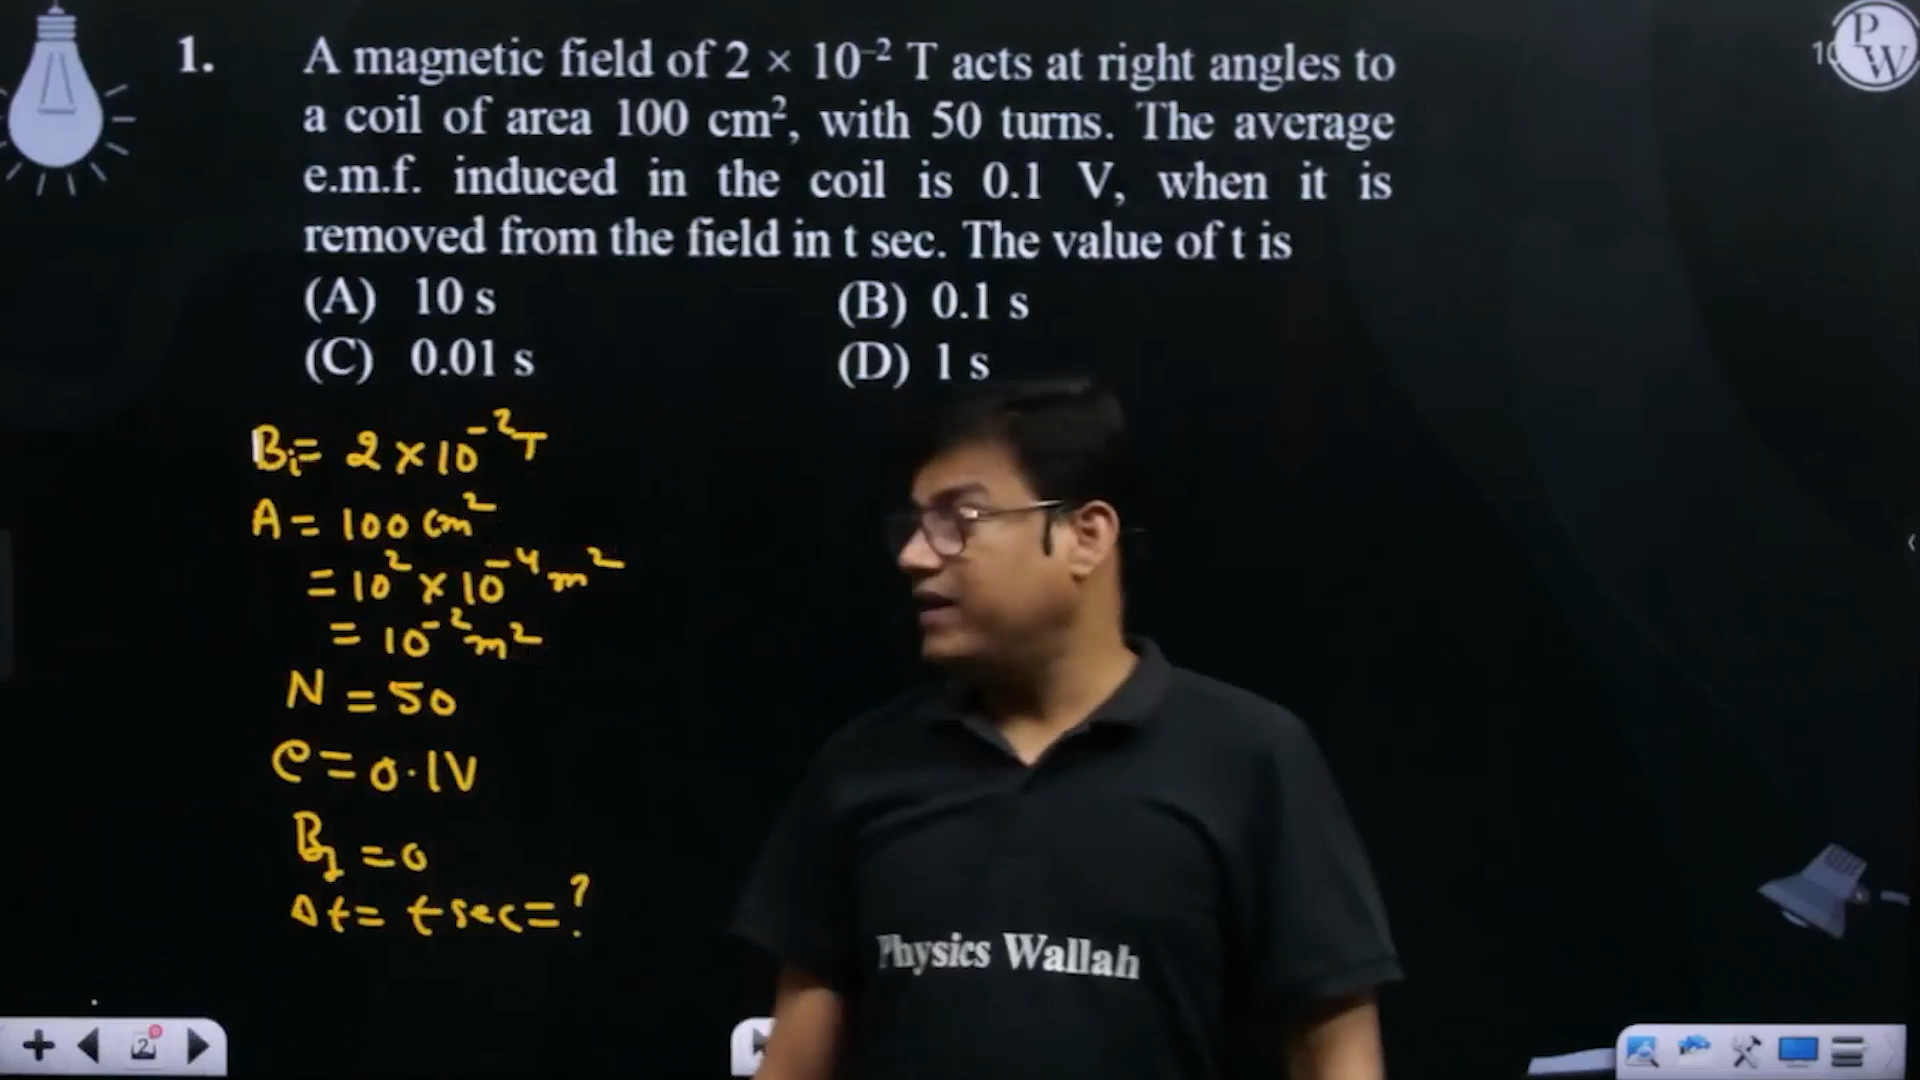 1. A magnetic field of 2 × 10⁻² T acts at right angles to
a coil of area 100 cm², with 50 turns. The average
e.m.f. induced in the coil is 0.1 V, when it is
removed from the field in t sec. The value of t is
(A) 10 s (B) 0.1 s
(C) 0.01 s (D) 1 s
Bᵢ = 2 × 10⁻² T
A = 100 cm²
= 10² × 10⁻⁴ m²
= 10⁻² m²
N = 50
e = 0.1V
B_f = 0
Δt = t sec = ?
Physics Wallah
PW
2